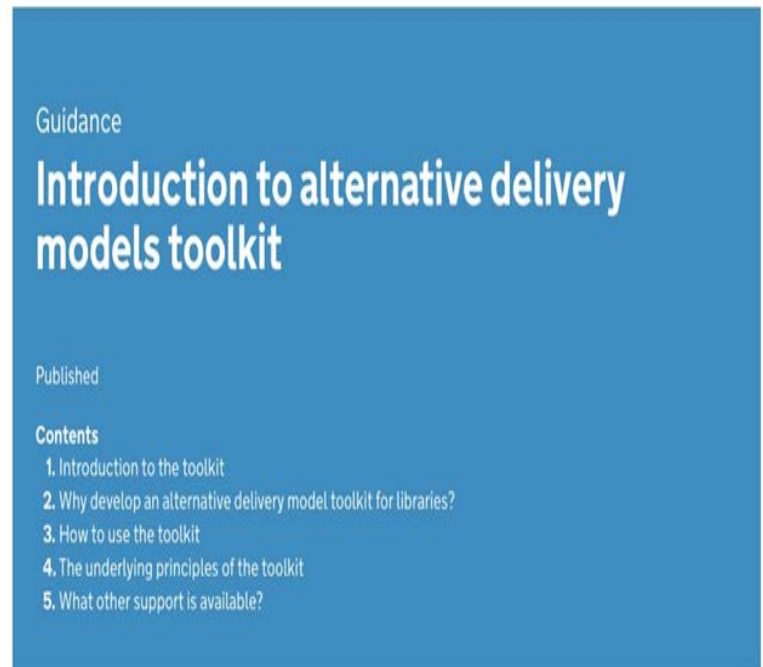 Guidance
Introduction to alternative delivery
models toolkit
Published
Contents
1. Introduction to the toolkit
2. Why develop an alternative delivery model toolkit for libraries?
3. How to use the toolkit
4. The underlying principles of the toolkit
5. What other support is available?